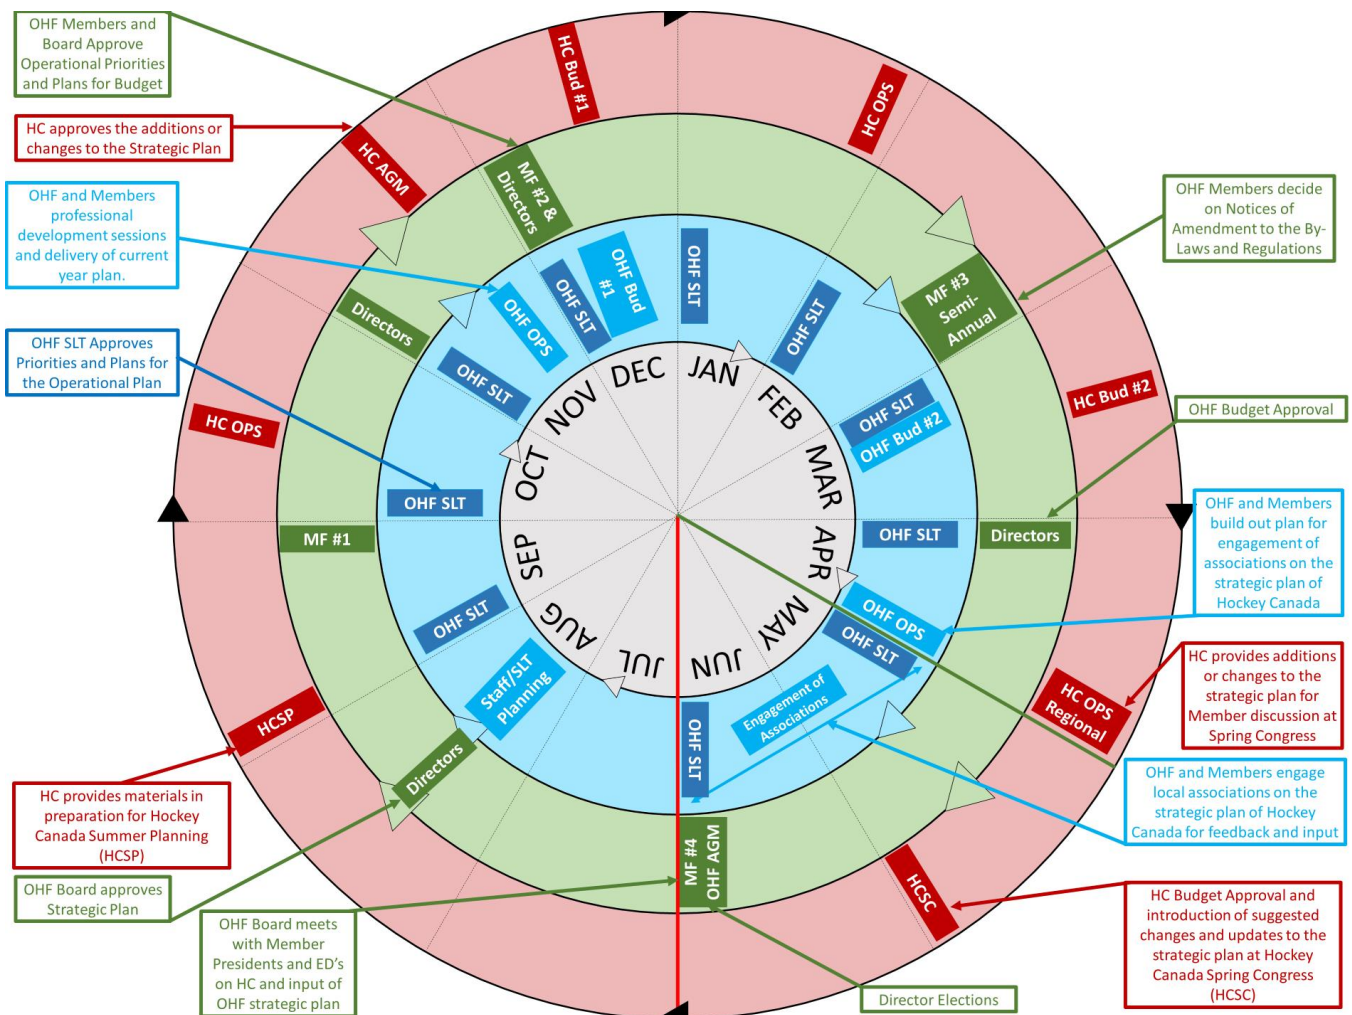 OHF Members and
Board Approve
Operational Priorities
and Plans for Budget
HC approves the additions or
changes to the Strategic Plan
OHF and Members
professional
development sessions
and delivery of current
year plan.
OHF SLT Approves
Priorities and Plans for
the Operational Plan
HC provides materials in
preparation for Hockey
Canada Summer Planning
(HCSP)
OHF Board approves
Strategic Plan
OHF Board meets
with Member
Presidents and ED's
on HC and input of
OHF strategic plan
HC Bud #1
HC OPS
HC AGM
HC OPS
HCSP
HC Bud #2
HC OPS
Regional
HCSC
MF #2 &
Directors
Directors
MF #1
Directors
MF #3
Semi-
Annual
Directors
MF #4
OHF AGM
OHF SLT
OHF Bud
#1
OHF SLT
OHF OPS
OHF SLT
OHF SLT
OHF SLT
Staff/SLT
Planning
OHF SLT
OHF SLT
OHF Bud #2
OHF SLT
OHF OPS
OHF SLT
Engagement of
Associations
OHF SLT
JAN
FEB
MAR
APR
MAY
JUN
JUL
AUG
SEP
OCT
NOV
DEC
OHF Members decide
on Notices of
Amendment to the By-
Laws and Regulations
OHF Budget Approval
OHF and Members
build out plan for
engagement of
associations on the
strategic plan of
Hockey Canada
HC provides additions
or changes to the
strategic plan for
Member discussion at
Spring Congress
OHF and Members engage
local associations on the
strategic plan of Hockey
Canada for feedback and input
HC Budget Approval and
introduction of suggested
changes and updates to the
strategic plan at Hockey
Canada Spring Congress
(HCSC)
Director Elections